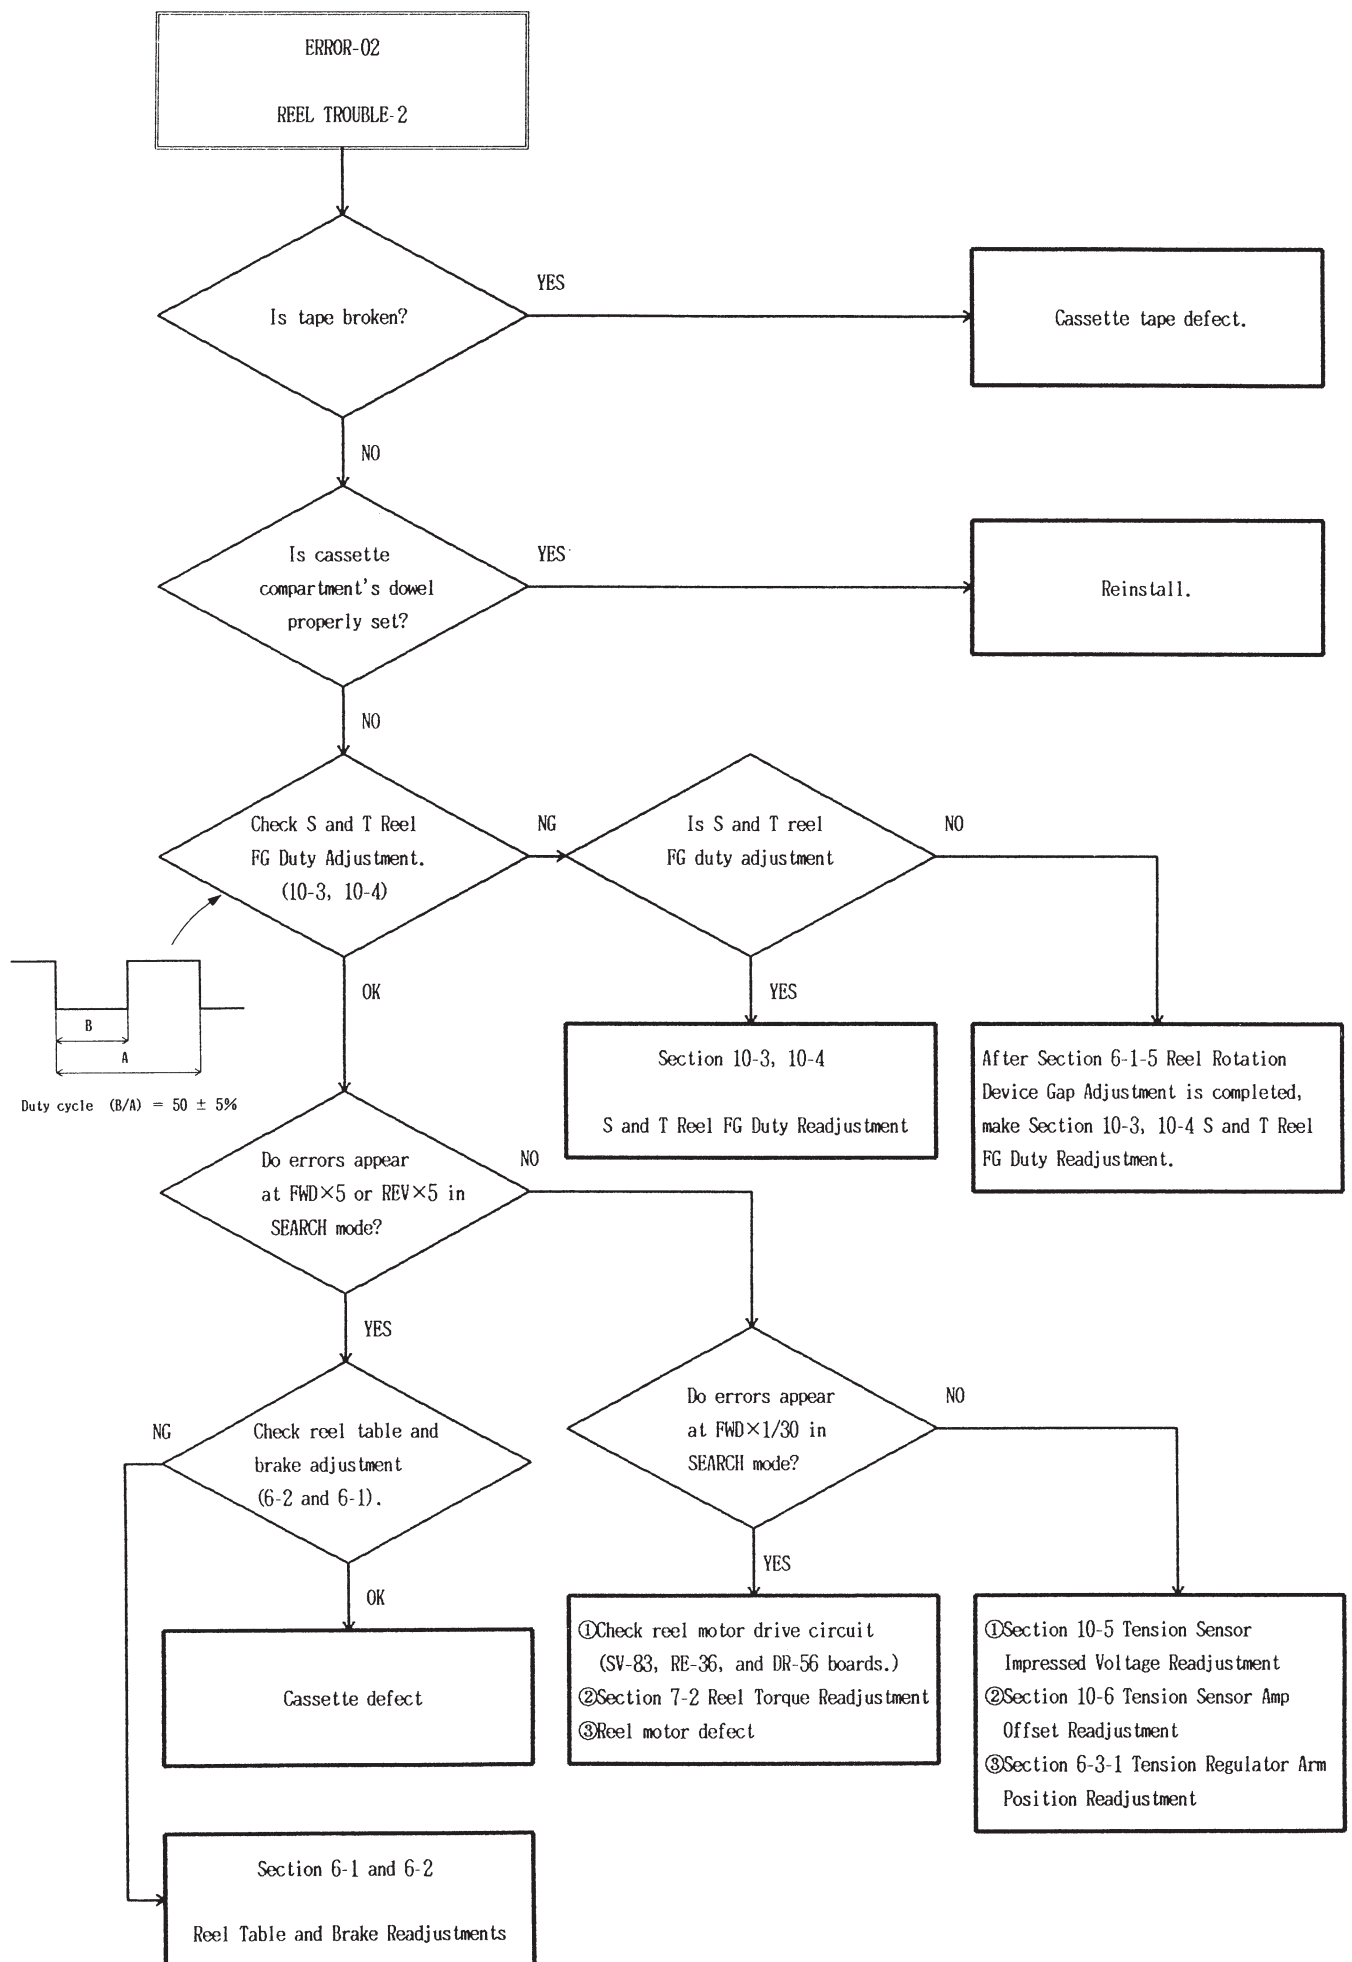 ERROR-02
REEL TROUBLE-2
Is tape broken?
YES
Cassette tape defect.
NO
Is cassette
compartment's dowel
properly set?
YES
Reinstall.
NO
Check S and T Reel
FG Duty Adjustment.
(10-3, 10-4)
NG
Is S and T reel
FG duty adjustment
NO
B
A
Duty cycle (B/A) = 50 ± 5%
OK
YES
Section 10-3, 10-4
S and T Reel FG Duty Readjustment
After Section 6-1-5 Reel Rotation
Device Gap Adjustment is completed,
make Section 10-3, 10-4 S and T Reel
FG Duty Readjustment.
Do errors appear
at FWD×5 or REV×5 in
SEARCH mode?
NO
YES
Do errors appear
at FWD×1/30 in
SEARCH mode?
NO
NG
Check reel table and
brake adjustment
(6-2 and 6-1).
OK
YES
Cassette defect
①Check reel motor drive circuit
(SV-83, RE-36, and DR-56 boards.)
②Section 7-2 Reel Torque Readjustment
③Reel motor defect
①Section 10-5 Tension Sensor
Impressed Voltage Readjustment
②Section 10-6 Tension Sensor Amp
Offset Readjustment
③Section 6-3-1 Tension Regulator Arm
Position Readjustment
Section 6-1 and 6-2
Reel Table and Brake Readjustments